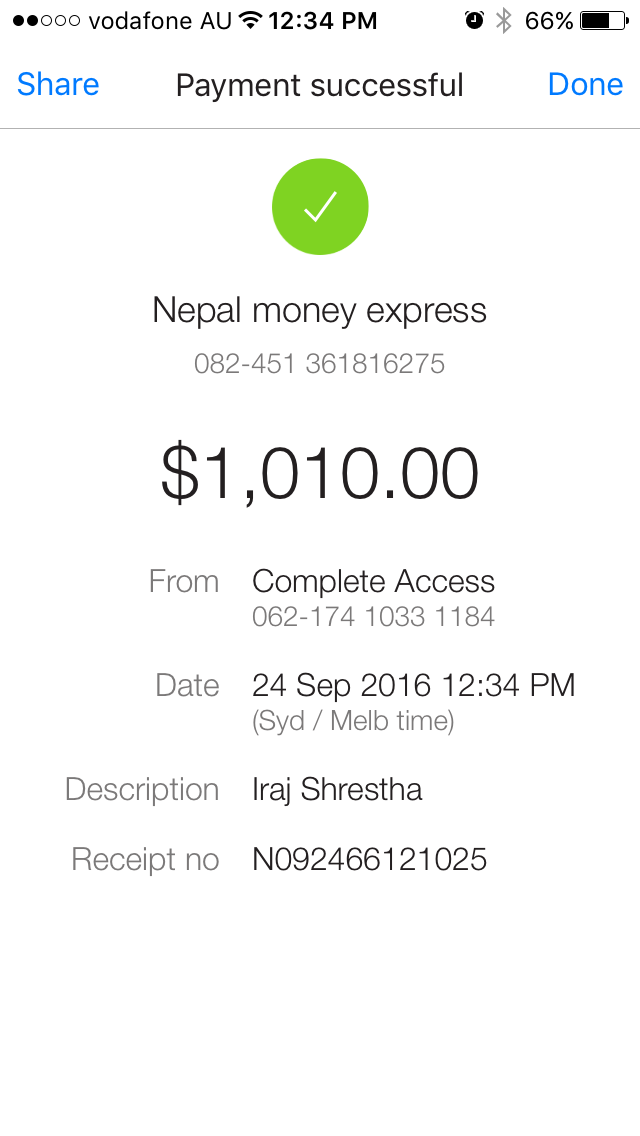 vodafone AU 12:34 PM 66%
Share Payment successful Done
Nepal money express
082-451 361816275
$1,010.00
From Complete Access
062-174 1033 1184
Date 24 Sep 2016 12:34 PM
(Syd / Melb time)
Description Iraj Shrestha
Receipt no N092466121025